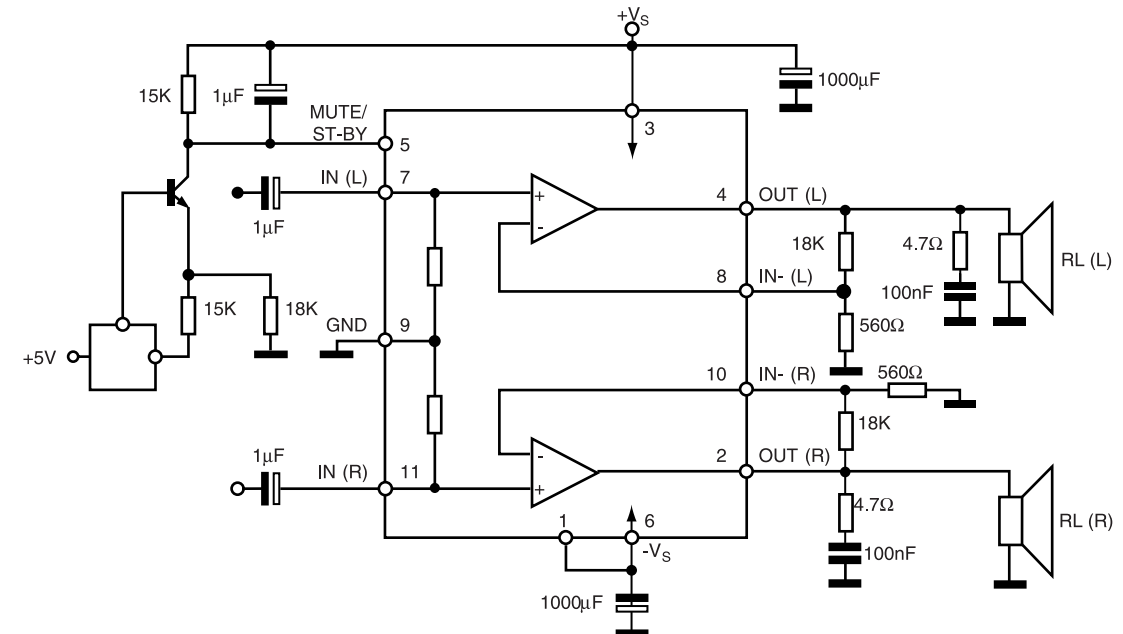 +VS
15K
1µF
1000µF
MUTE/
ST-BY
5
3
IN (L)
7
+
-
4
OUT (L)
1µF
18K
4.7Ω
RL (L)
8
IN- (L)
100nF
15K
18K
GND
9
560Ω
+5V
10
IN- (R)
560Ω
18K
1µF
IN (R)
11
-
+
2
OUT (R)
4.7Ω
1
6
-VS
RL (R)
100nF
1000µF